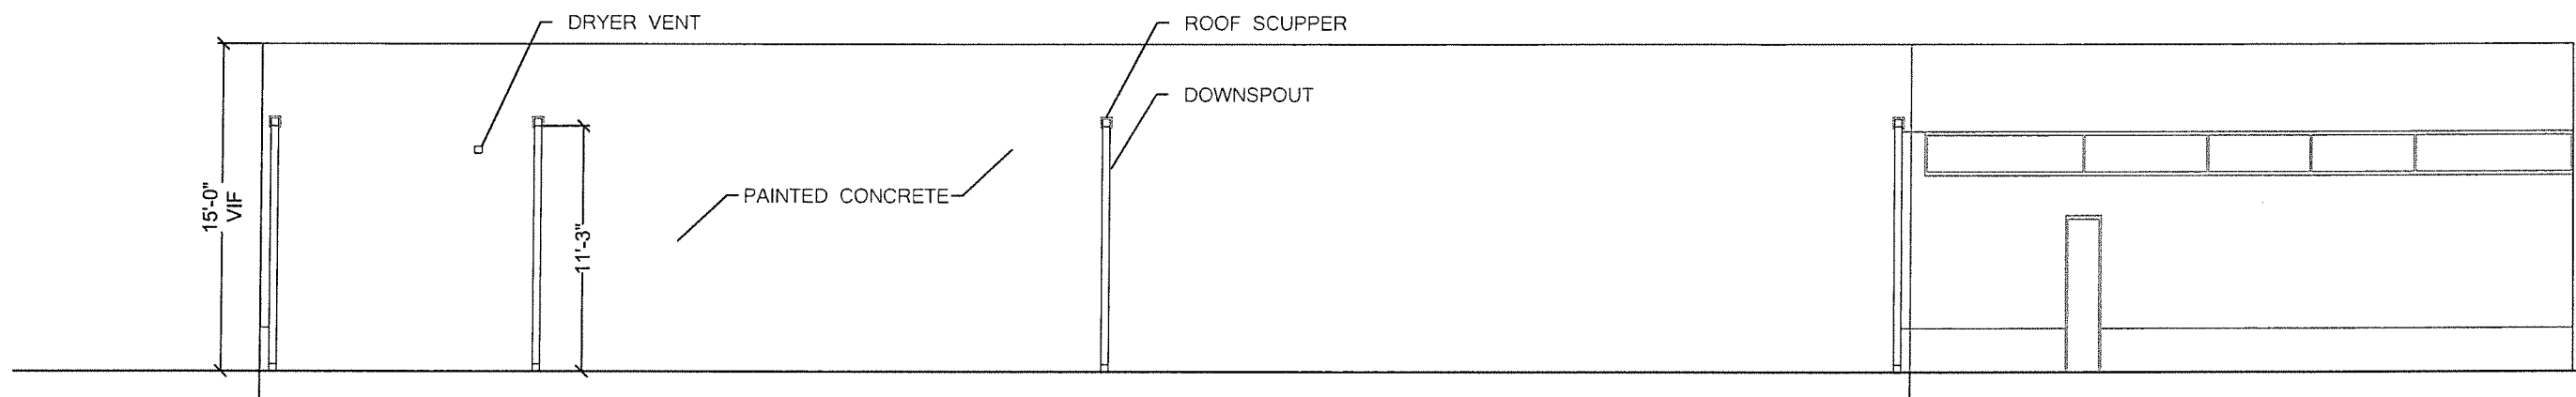 DRYER VENT
ROOF SCUPPER
DOWNSPOUT
PAINTED CONCRETE
15'-0"
VIF
11'-3"